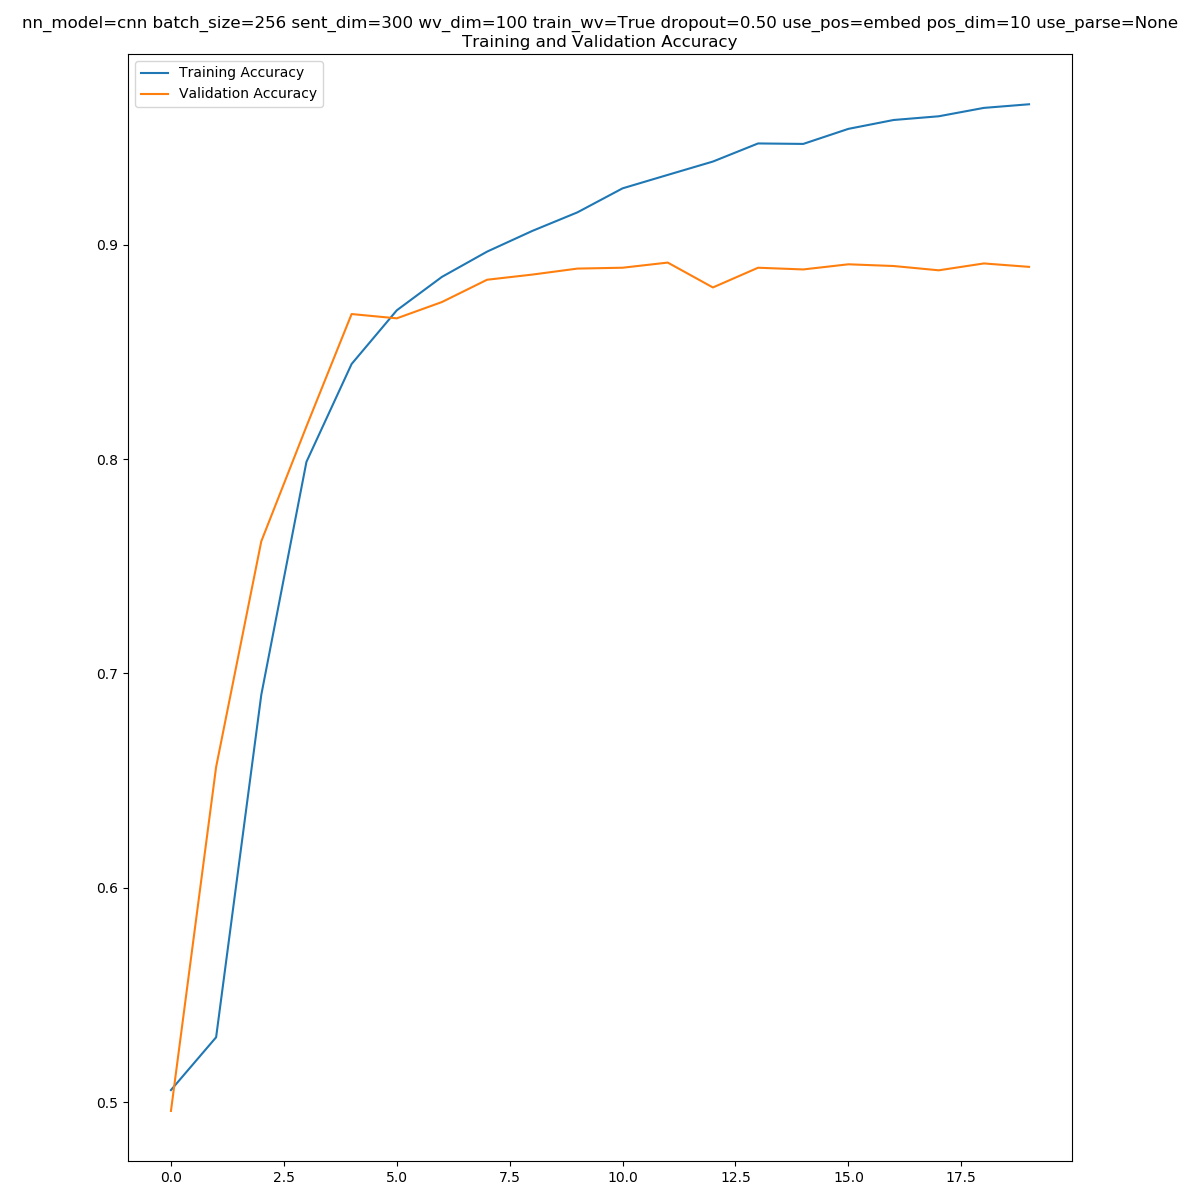 nn_model=cnn batch_size=256 sent_dim=300 wv_dim=100 train_wv=True dropout=0.50 use_pos=embed pos_dim=10 use_parse=None
Training and Validation Accuracy
Training Accuracy
Validation Accuracy
0.9
0.8
0.7
0.6
0.5
0.0 2.5 5.0 7.5 10.0 12.5 15.0 17.5